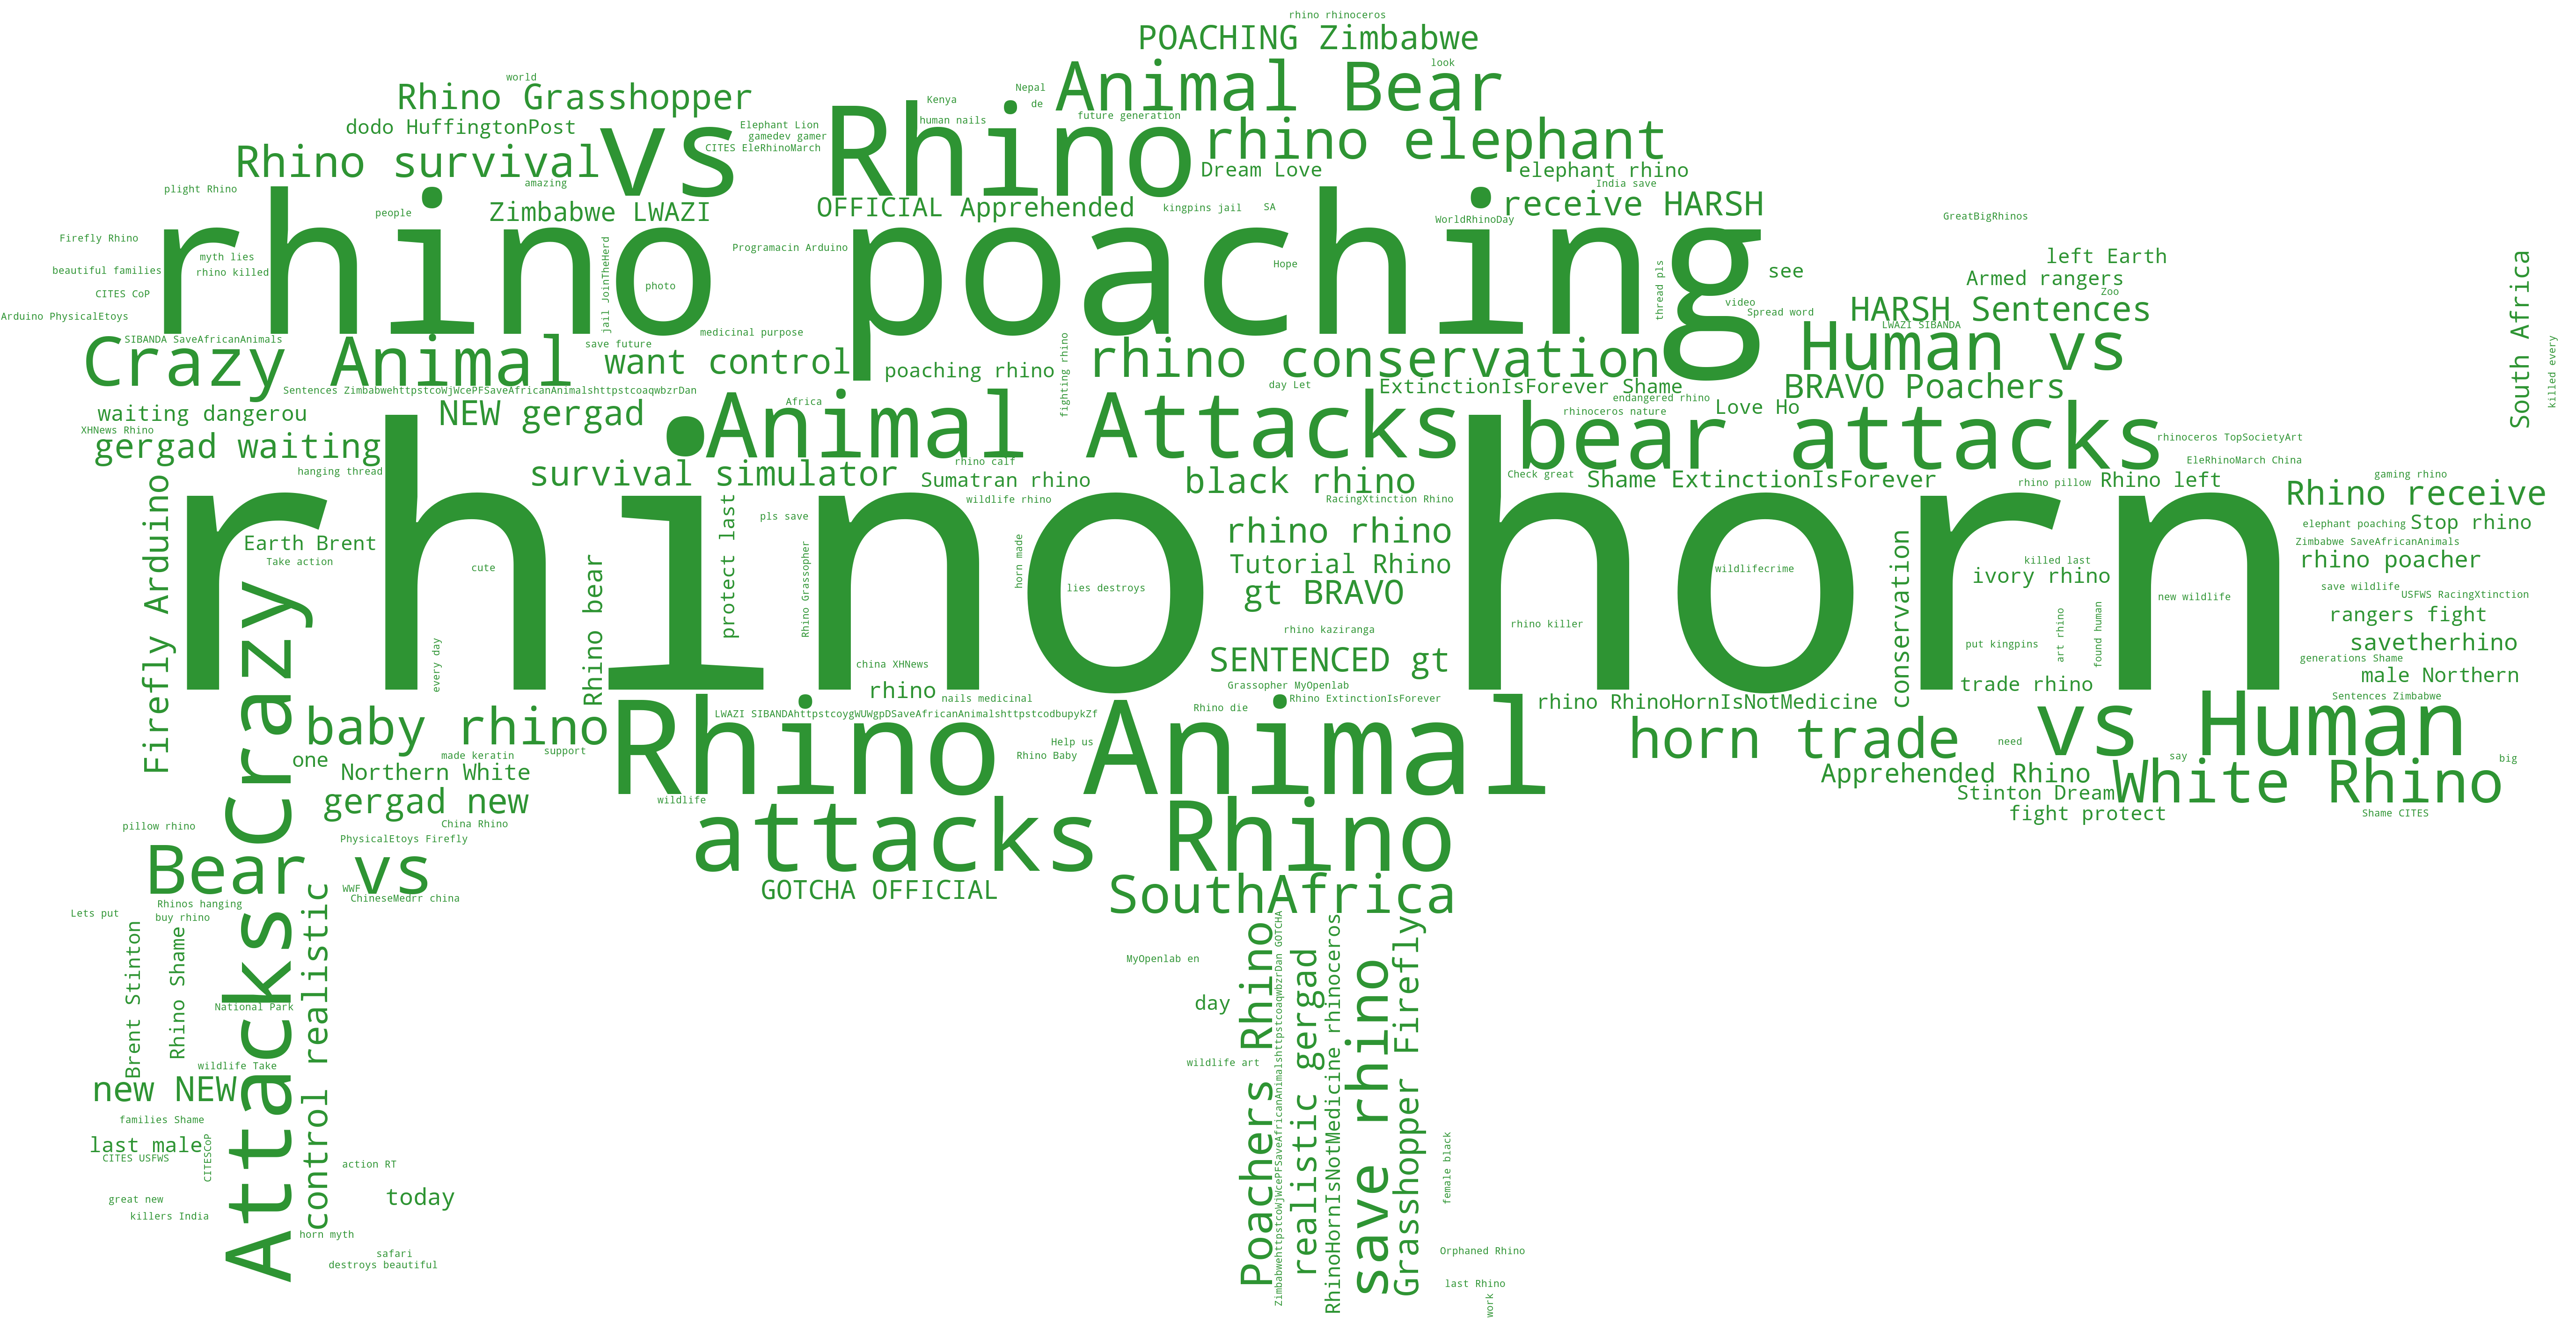 rhino rhinoceros
POACHING Zimbabwe
look
Animal Bear
world
Rhino Grasshopper
Nepal
Kenya
de
future generation
human nails
Rhino
vs
dodo HuffingtonPost
Elephant Lion
gamedev gamer
CITES EleRhinoMarch
rhino elephant
Rhino survival
Dream Love
elephant rhino
India save
amazing
plight Rhino
receive HARSH
people
Zimbabwe LWAZI
OFFICIAL Apprehended
kingpins jail
SA
WorldRhinoDay
GreatBigRhinos
rhino poaching
Firefly Rhino
Programacin Arduino
myth lies
beautiful families
rhino killed
jail JoinTheHerd
photo
Hope
thread pls
see
left Earth
Armed rangers
Zoo
South Africa
CITES CoP
video
Spread word
HARSH Sentences
Arduino PhysicalEtoys
LWAZI SIBANDA
medicinal purpose
SIBANDA SaveAfricanAnimals
save future
Crazy Animal
want control
poaching rhino
fighting rhino
rhino conservation
Human vs
killed every
Sentences ZimbabwehttpstcoWjWcePFSaveAfricanAnimalshttpstcoaqwbzrDan
day Let
ExtinctionIsForever Shame
BRAVO Poachers
endangered rhino
waiting dangerou
NEW gergad
Africa
Animal Attacks
rhinoceros nature
Love Ho
bear attacks
XHNews Rhino
gergad waiting
rhinoceros TopSocietyArt
hanging thread
survival simulator
rhino calf
Sumatran rhino
black rhino
Check great
Shame ExtinctionIsForever
EleRhinoMarch China
gaming rhino
rhino pillow
Rhino left
Rhino receive
rhino horn
Firefly Arduino
wildlife rhino
RacingXtinction Rhino
protect last
pls save
rhino rhino
elephant poaching
Stop rhino
Earth Brent
Take action
Rhino bear
cute
Rhino Grassopher
horn made
lies destroys
Tutorial Rhino
gt BRAVO
wildlifecrime
conservation
killed last
ivory rhino
Zimbabwe SaveAfricanAnimals
rhino poacher
save wildlife
USFWS RacingXtinction
new wildlife
art rhino
found human
rangers fight
rhino kaziranga
rhino killer
put kingpins
savetherhino
every day
china XHNews
SENTENCED gt
generations Shame
rhino
Grassopher MyOpenlab
trade rhino
male Northern
nails medicinal
Rhino ExtinctionIsForever
rhino RhinoHornIsNotMedicine
Sentences Zimbabwe
baby rhino
Rhino Animal
LWAZI SIBANDAhttpstcoygWUWgpDSaveAfricanAnimalshttpstcodbupykZf
Rhino die
horn trade
vs Human
Help us
need
made keratin
support
Rhino Baby
say
big
one
Northern White
Apprehended Rhino
White Rhino
gergad new
wildlife
Stinton Dream
fight protect
Shame CITES
pillow rhino
China Rhino
PhysicalEtoys Firefly
attacks Rhino
Attacks Crazy
Bear vs
WWF
ChineseMedrr china
GOTCHA OFFICIAL
SouthAfrica
Rhinos hanging
buy rhino
Lets put
control realistic
Brent Stinton
Rhino Shame
Poachers Rhino
ZimbabwehttpstcoWjWcePFSaveAfricanAnimalshttpstcoaqwbzrDan GOTCHA
realistic gergad
RhinoHornIsNotMedicine rhinoceros
save rhino
Grasshopper Firefly
MyOpenlab en
day
National Park
wildlife Take
wildlife art
new NEW
families Shame
last male
CITES USFWS
CITESCoP
action RT
female black
great new
today
killers India
horn myth
safari
destroys beautiful
Orphaned Rhino
last Rhino
work